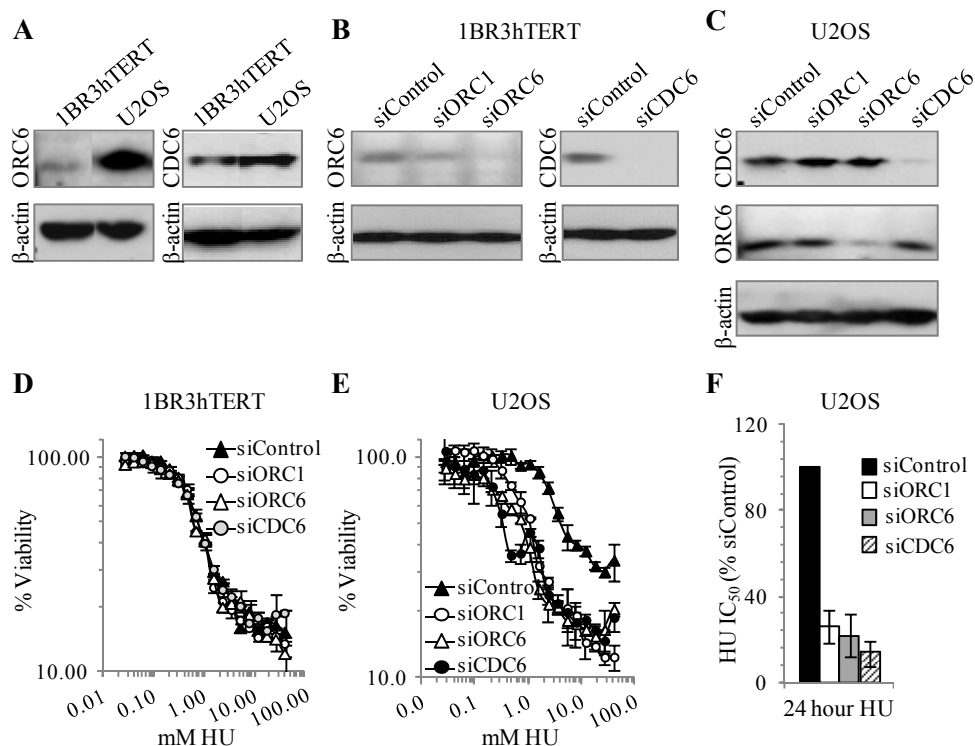 A
1BR3hTERT
U2OS
ORC6
β-actin
1BR3hTERT
U2OS
CDC6
β-actin
B
1BR3hTERT
siControl
siORC1
siORC6
ORC6
β-actin
siControl
siCDC6
CDC6
β-actin
C
U2OS
siControl
siORC1
siORC6
siCDC6
CDC6
ORC6
β-actin
D
1BR3hTERT
% Viability
100.00
10.00
siControl
siORC1
siORC6
siCDC6
0.01
0.10
1.00
10.00
100.00
mM HU
E
U2OS
% Viability
100.0
10.0
siControl
siORC1
siORC6
siCDC6
0.0
0.1
1.0
10.0
100.0
mM HU
F
U2OS
HU IC50 (% siControl)
120
80
40
0
siControl
siORC1
siORC6
siCDC6
24 hour HU